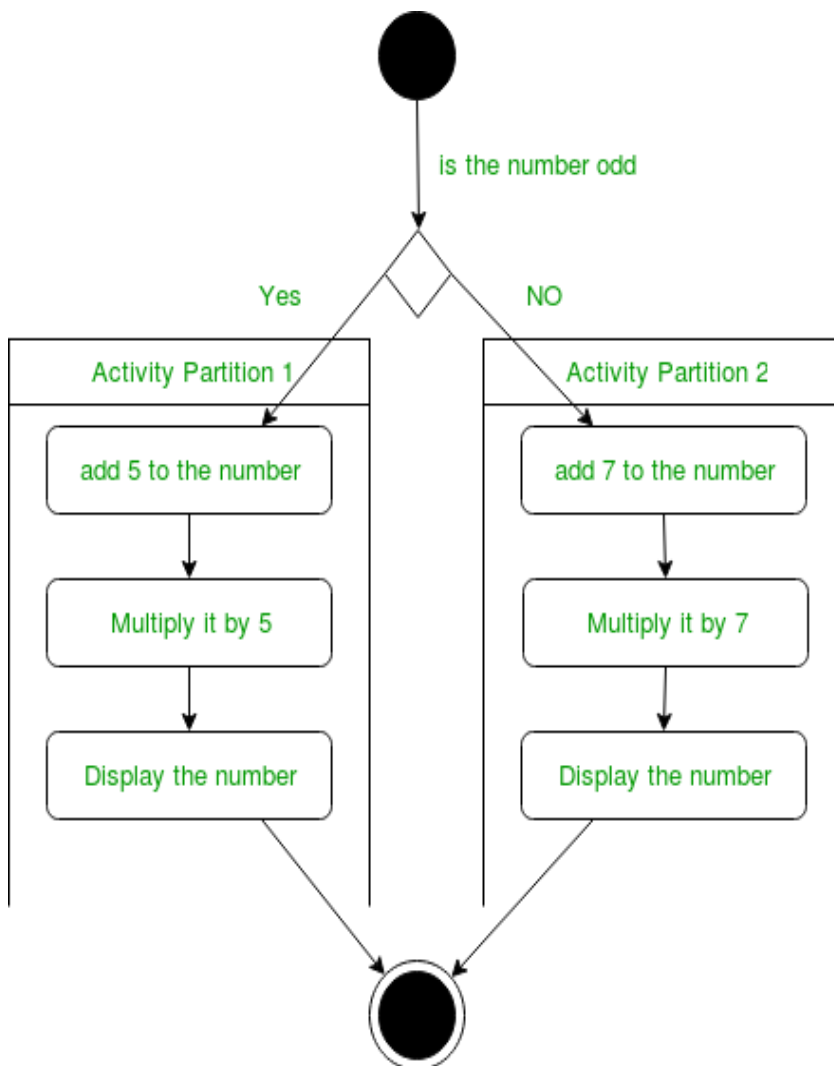 is the number odd
Yes
NO
Activity Partition 1
Activity Partition 2
add 5 to the number
add 7 to the number
Multiply it by 5
Multiply it by 7
Display the number
Display the number